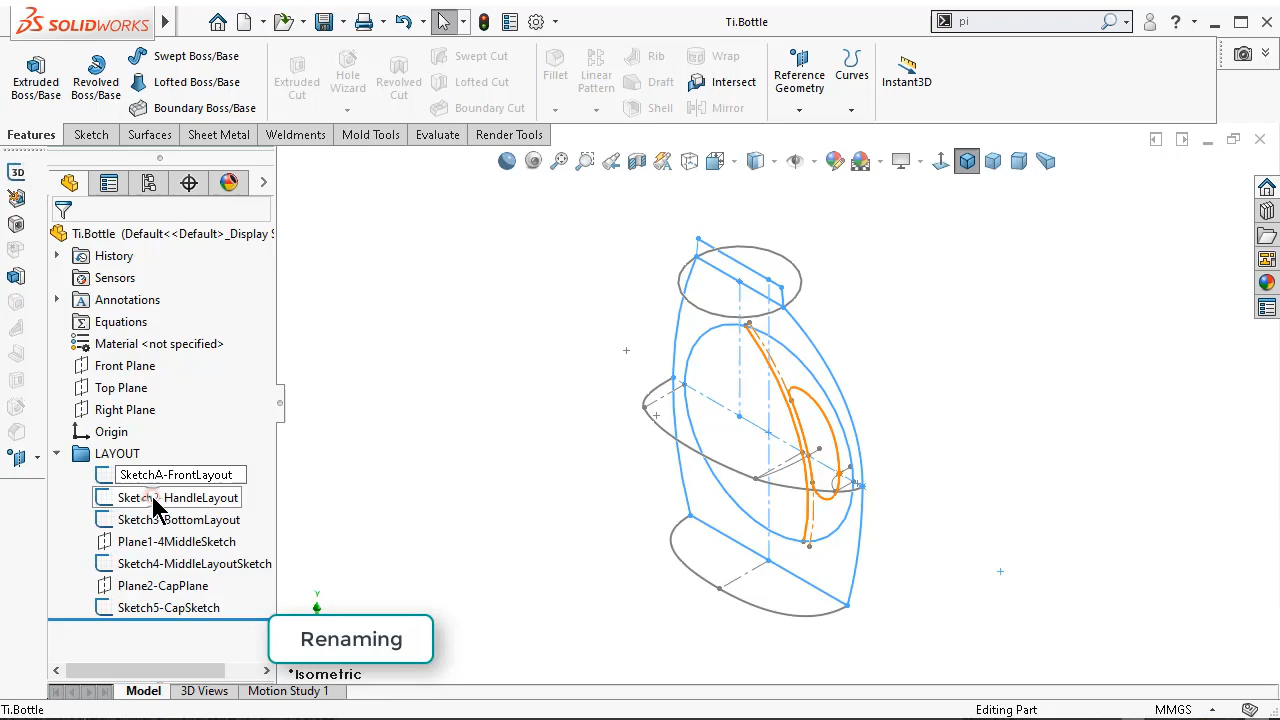 SOLIDWORKS
Ti.Bottle
pi
Extruded Boss/Base
Revolved Boss/Base
Swept Boss/Base
Lofted Boss/Base
Boundary Boss/Base
Extruded Cut
Hole Wizard
Revolved Cut
Swept Cut
Lofted Cut
Boundary Cut
Fillet
Linear Pattern
Rib
Draft
Shell
Wrap
Intersect
Mirror
Reference Geometry
Curves
Instant3D
Features
Sketch
Surfaces
Sheet Metal
Weldments
Mold Tools
Evaluate
Render Tools
3D
Ti.Bottle (Default<<Default>_Display S
History
Sensors
Annotations
Equations
Material <not specified>
Front Plane
Top Plane
Right Plane
Origin
LAYOUT
SketchA-FrontLayout
Sketch2-HandleLayout
Sketch3-BottomLayout
Plane1-4MiddleSketch
Sketch4-MiddleLayoutSketch
Plane2-CapPlane
Sketch5-CapSketch
Y
Renaming
*Isometric
Model
3D Views
Motion Study 1
Ti.Bottle
Editing Part
MMGS